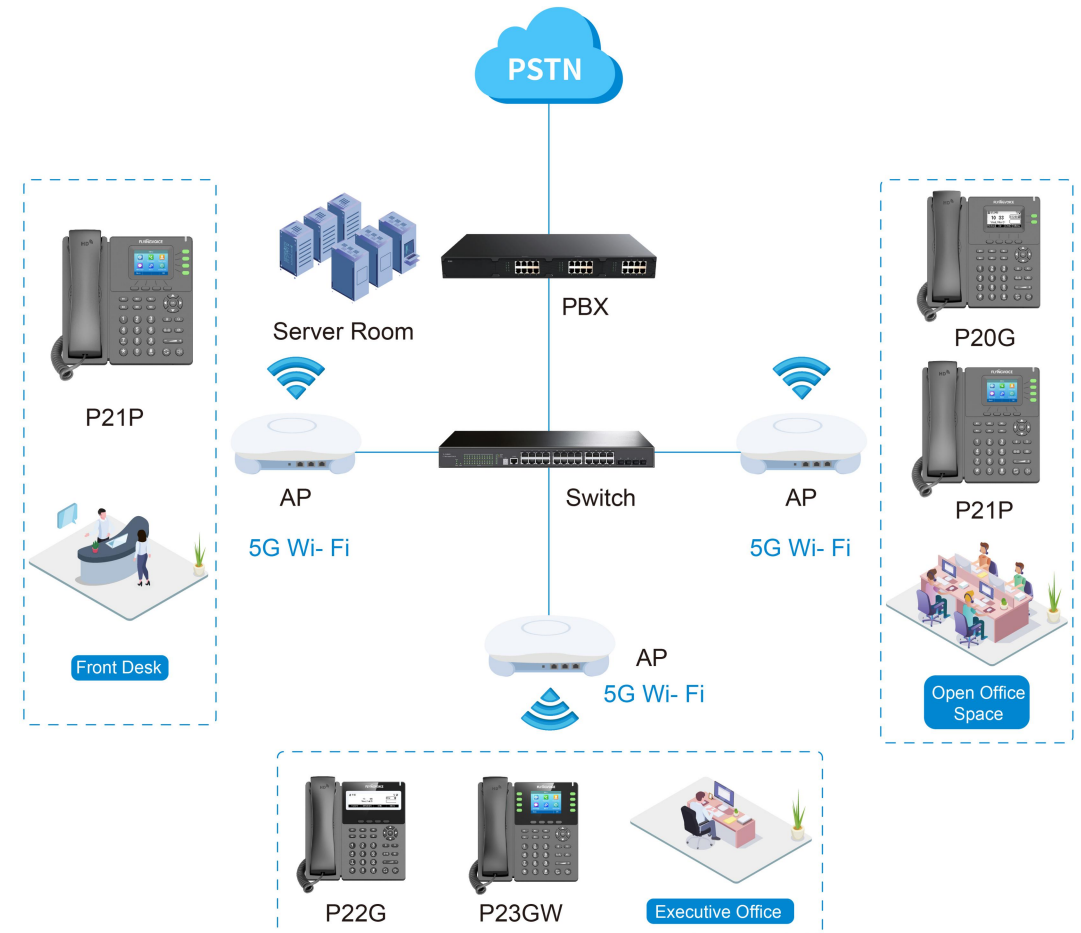 PSTN
PBX
Server Room
P21P
P20G
P21P
AP
Switch
AP
5G Wi- Fi
5G Wi- Fi
Front Desk
AP
5G Wi- Fi
Open Office
Space
P22G
P23GW
Executive Office